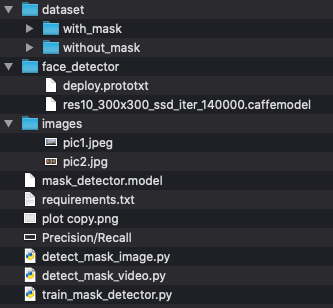 dataset
with_mask
without_mask
face_detector
deploy.prototxt
res10_300x300_ssd_iter_140000.caffemodel
images
pic1.jpeg
pic2.jpg
mask_detector.model
requirements.txt
plot copy.png
Precision/Recall
detect_mask_image.py
detect_mask_video.py
train_mask_detector.py